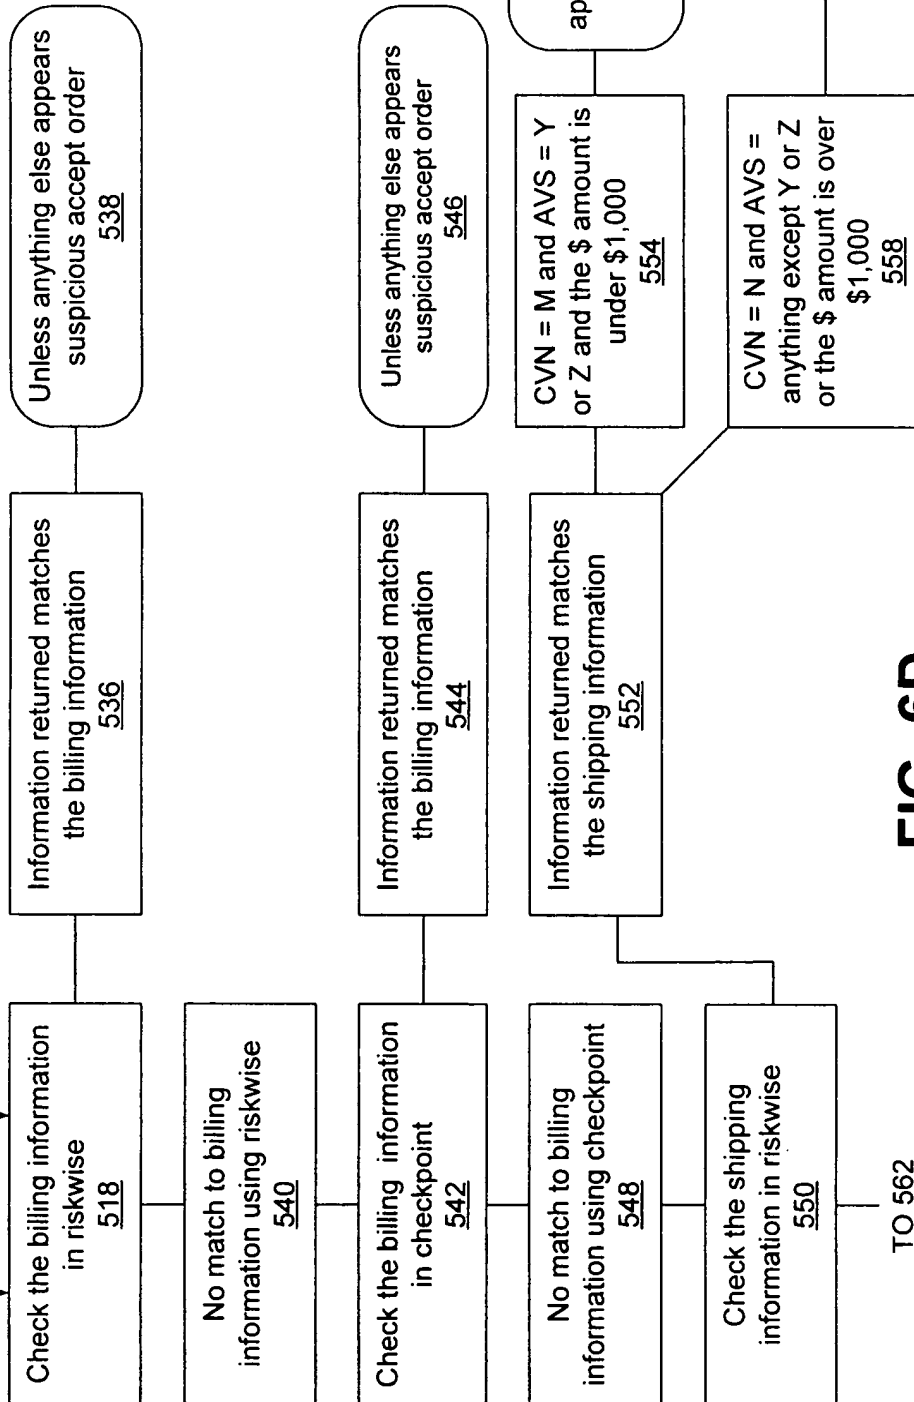 Check the billing information
in riskwise
518
Information returned matches
the billing information
536
Unless anything else appears
suspicious accept order
538
No match to billing
information using riskwise
540
Check the billing information
in checkpoint
542
Information returned matches
the billing information
544
Unless anything else appears
suspicious accept order
546
No match to billing
information using checkpoint
548
Information returned matches
the shipping information
552
CVN = M and AVS = Y
or Z and the $ amount is
under $1,000
554
ap
Check the shipping
information in riskwise
550
CVN = N and AVS =
anything except Y or Z
or the $ amount is over
$1,000
558
TO 562
FIG.